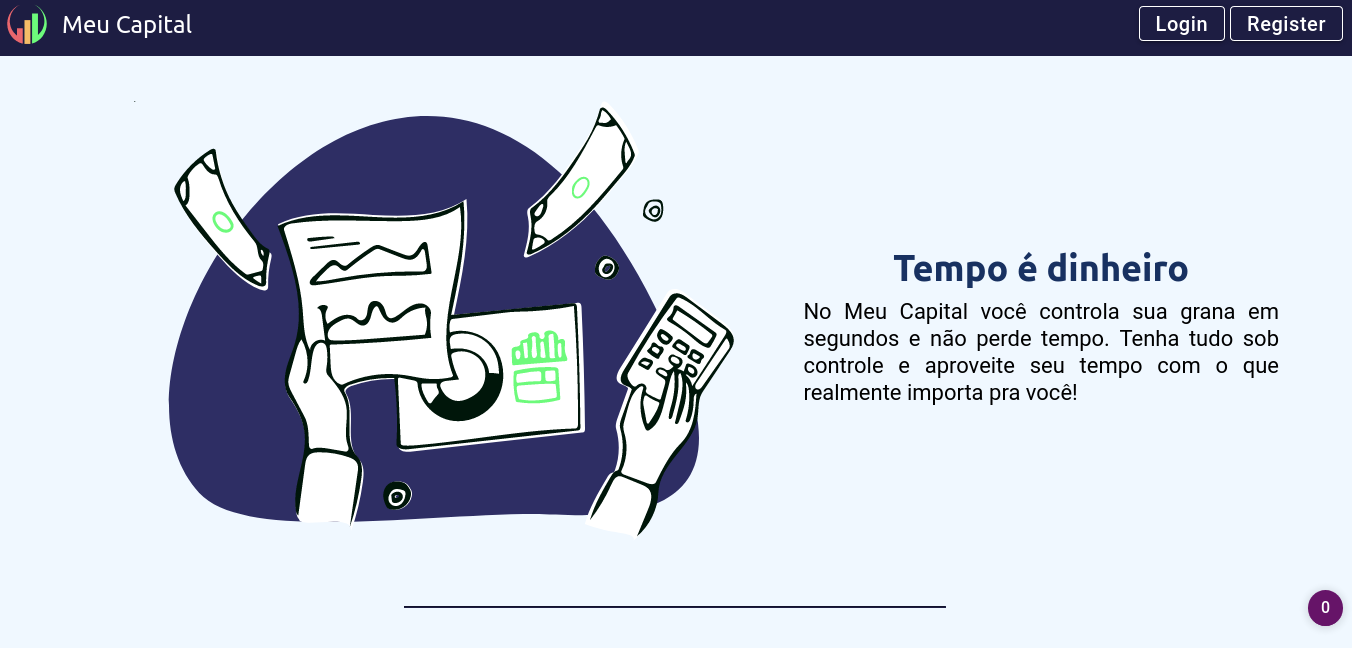 Meu Capital
Login
Register
Tempo é dinheiro
No Meu Capital você controla sua grana em
segundos e não perde tempo. Tenha tudo sob
controle e aproveite seu tempo com o que
realmente importa pra você!
0